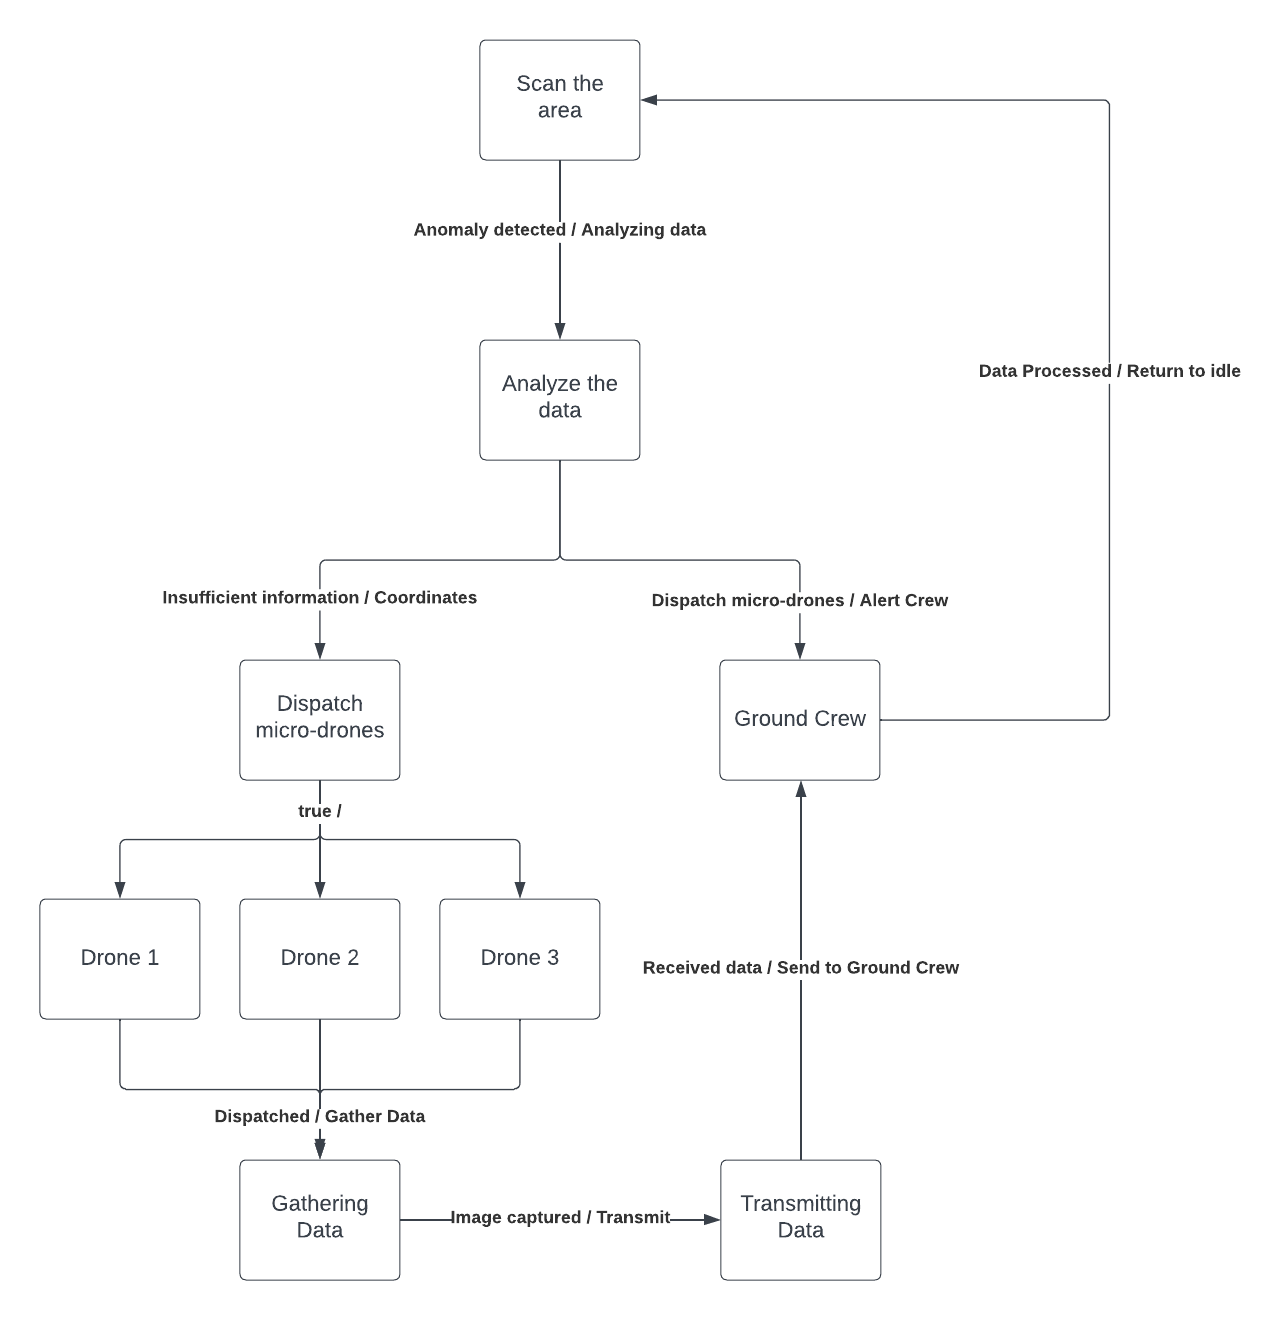 Scan the
area
Anomaly detected / Analyzing data
Analyze the
data
Data Processed / Return to idle
Insufficient information / Coordinates
Dispatch micro-drones / Alert Crew
Dispatch
micro-drones
Ground Crew
true /
Drone 1
Drone 2
Drone 3
Received data / Send to Ground Crew
Dispatched / Gather Data
Gathering
Data
Image captured / Transmit
Transmitting
Data